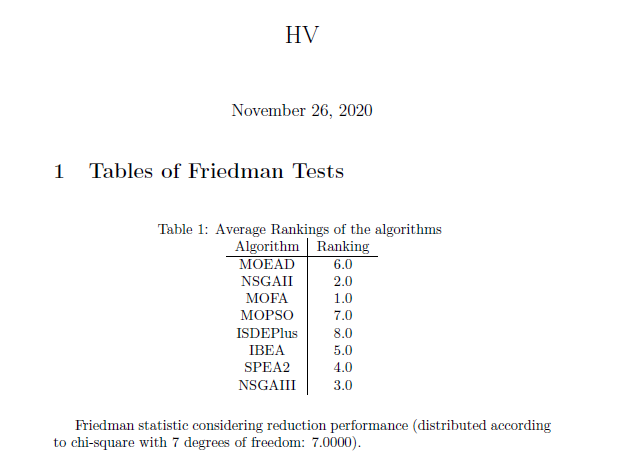 HV
November 26, 2020
1 Tables of Friedman Tests
Table 1: Average Rankings of the algorithms
Algorithm Ranking
MOEAD 6.0
NSGAII 2.0
MOFA 1.0
MOPSO 7.0
ISDEPlus 8.0
IBEA 5.0
SPEA2 4.0
NSGAIII 3.0
Friedman statistic considering reduction performance (distributed according
to chi-square with 7 degrees of freedom: 7.0000).